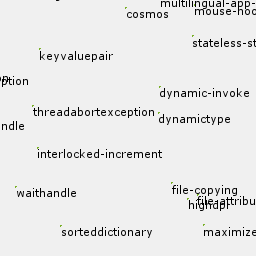 multilingual-app-
cosmos
mouse-hoo
stateless-st
keyvaluepair
ption
dynamic-invoke
threadabortexception
dynamictype
ndle
interlocked-increment
waithandle
file-copying
file-attribu
highdpi
sorteddictionary
maximize